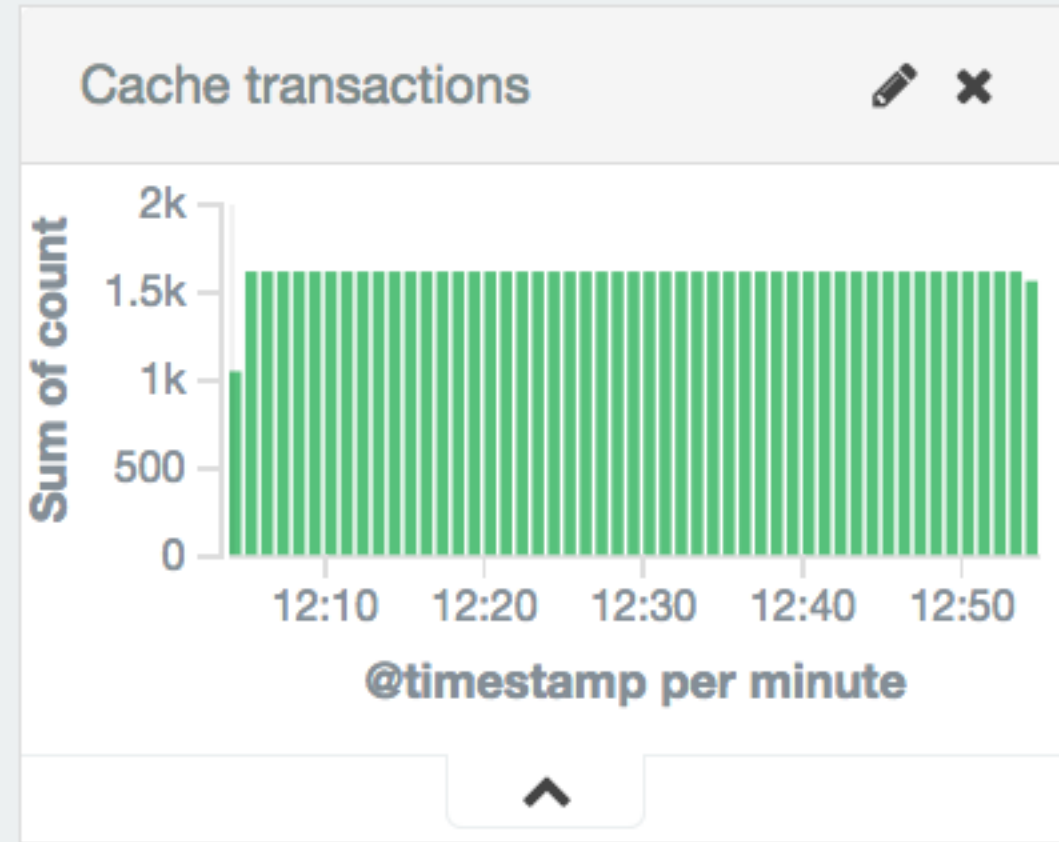 Cache transactions
Sum of count
2k
1.5k
1k
500
0
12:10 12:20 12:30 12:40 12:50
@timestamp per minute